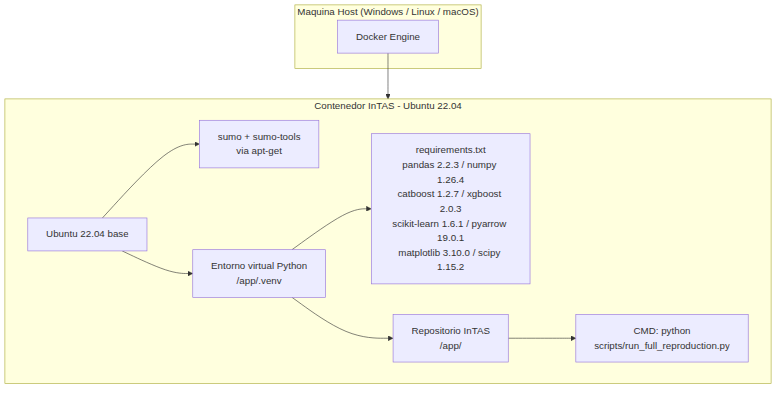 Maquina Host (Windows / Linux / macOS)
Docker Engine
Contenedor InTAS - Ubuntu 22.04
sumo + sumo-tools
via apt-get
requirements.txt
pandas 2.2.3 / numpy
1.26.4
catboost 1.2.7 / xgboost
2.0.3
scikit-learn 1.6.1 / pyarrow
19.0.1
matplotlib 3.10.0 / scipy
1.15.2
Ubuntu 22.04 base
Entorno virtual Python
/app/.venv
Repositorio InTAS
/app/
CMD: python
scripts/run_full_reproduction.py